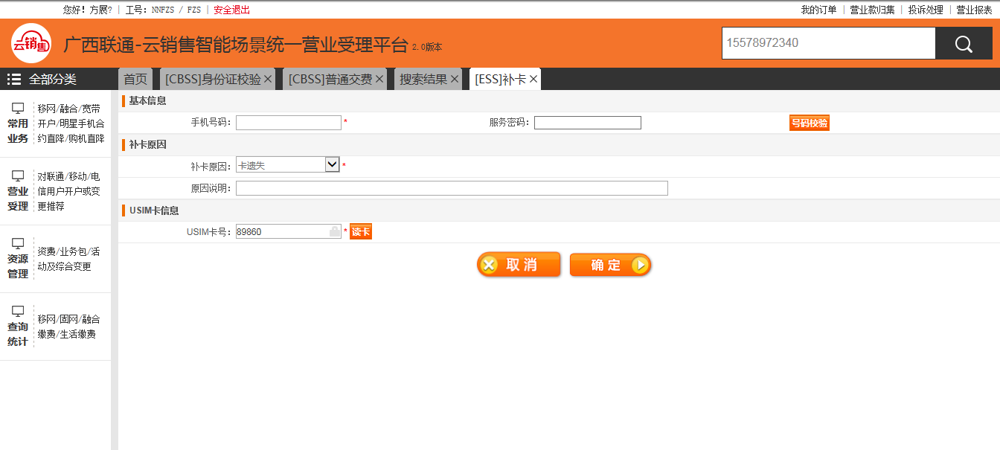 您好！方展? | 工号：NNFZS / FZS | 安全退出
我的订单 | 营业款归集 | 投诉处理 | 营业报表
云销售
广西联通-云销售智能场景统一营业受理平台 2.0版本
15578972340
全部分类
首页 [CBSS]身份证校验× [CBSS]普通交费× 搜索结果× [ESS]补卡×
常用
业务
移网/融合/宽带
开户/明星手机合
约直降/购机直降
营业
受理
对联通/移动/电
信用户开户或变
更推荐
资源
管理
资费/业务包/活
动及综合变更
查询
统计
移网/固网/融合
缴费/生活缴费
基本信息
手机号码： * 服务密码： 号码校验
补卡原因
补卡原因： 卡遗失 *
原因说明：
USIM卡信息
USIM卡号： 89860 * 读卡
取消 确定